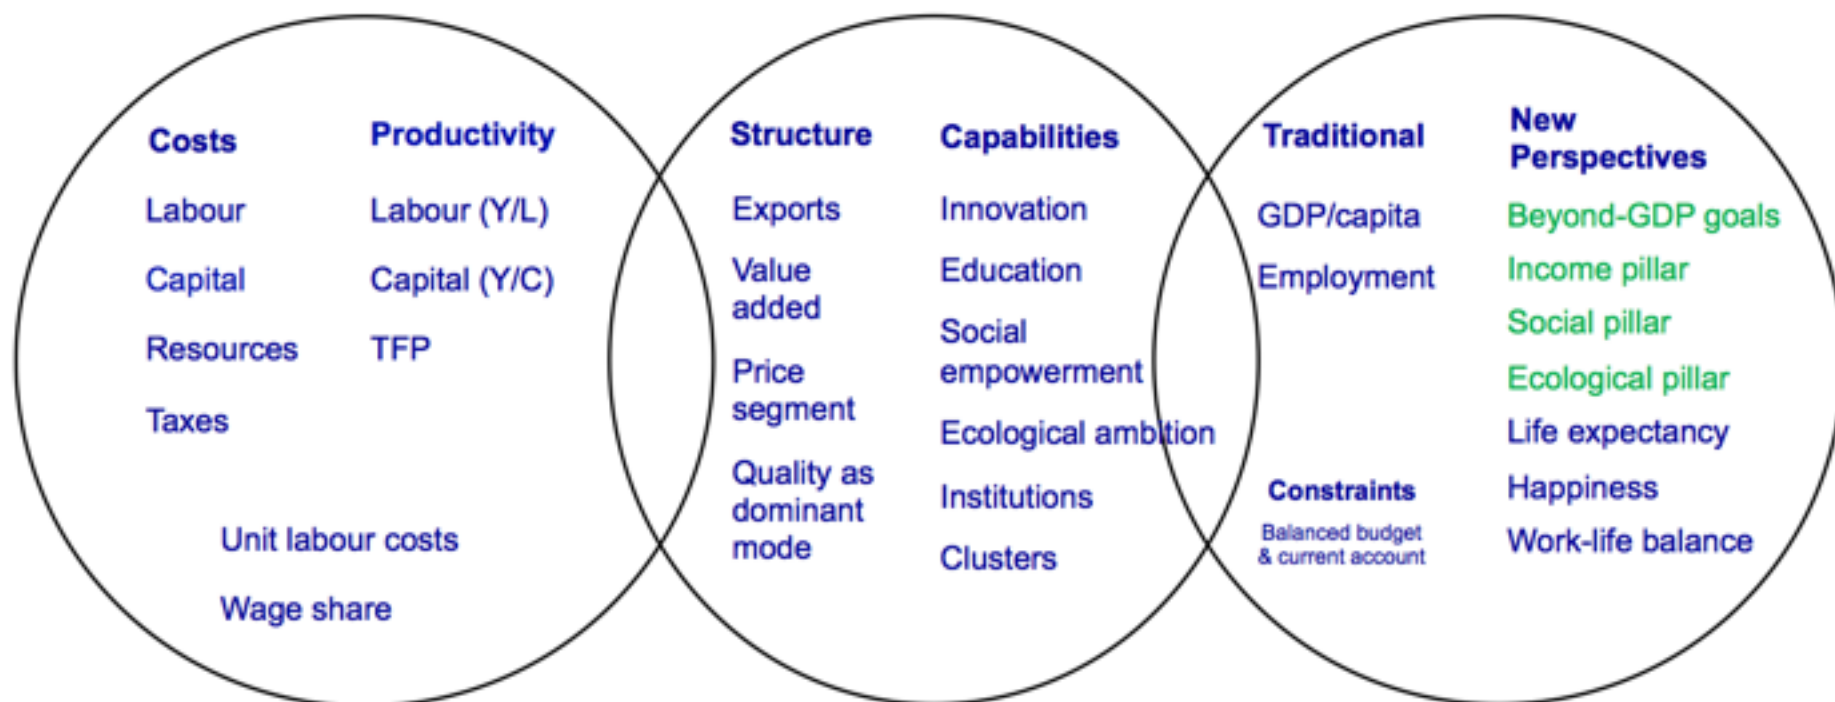 Costs
Labour
Capital
Resources
Taxes
Productivity
Labour (Y/L)
Capital (Y/C)
TFP
Unit labour costs
Wage share
Structure
Exports
Value
added
Price
segment
Quality as
dominant
mode
Capabilities
Innovation
Education
Social
empowerment
Ecological ambition
Institutions
Clusters
Traditional
GDP/capita
Employment
Constraints
Balanced budget
& current account
New
Perspectives
Beyond-GDP goals
Income pillar
Social pillar
Ecological pillar
Life expectancy
Happiness
Work-life balance